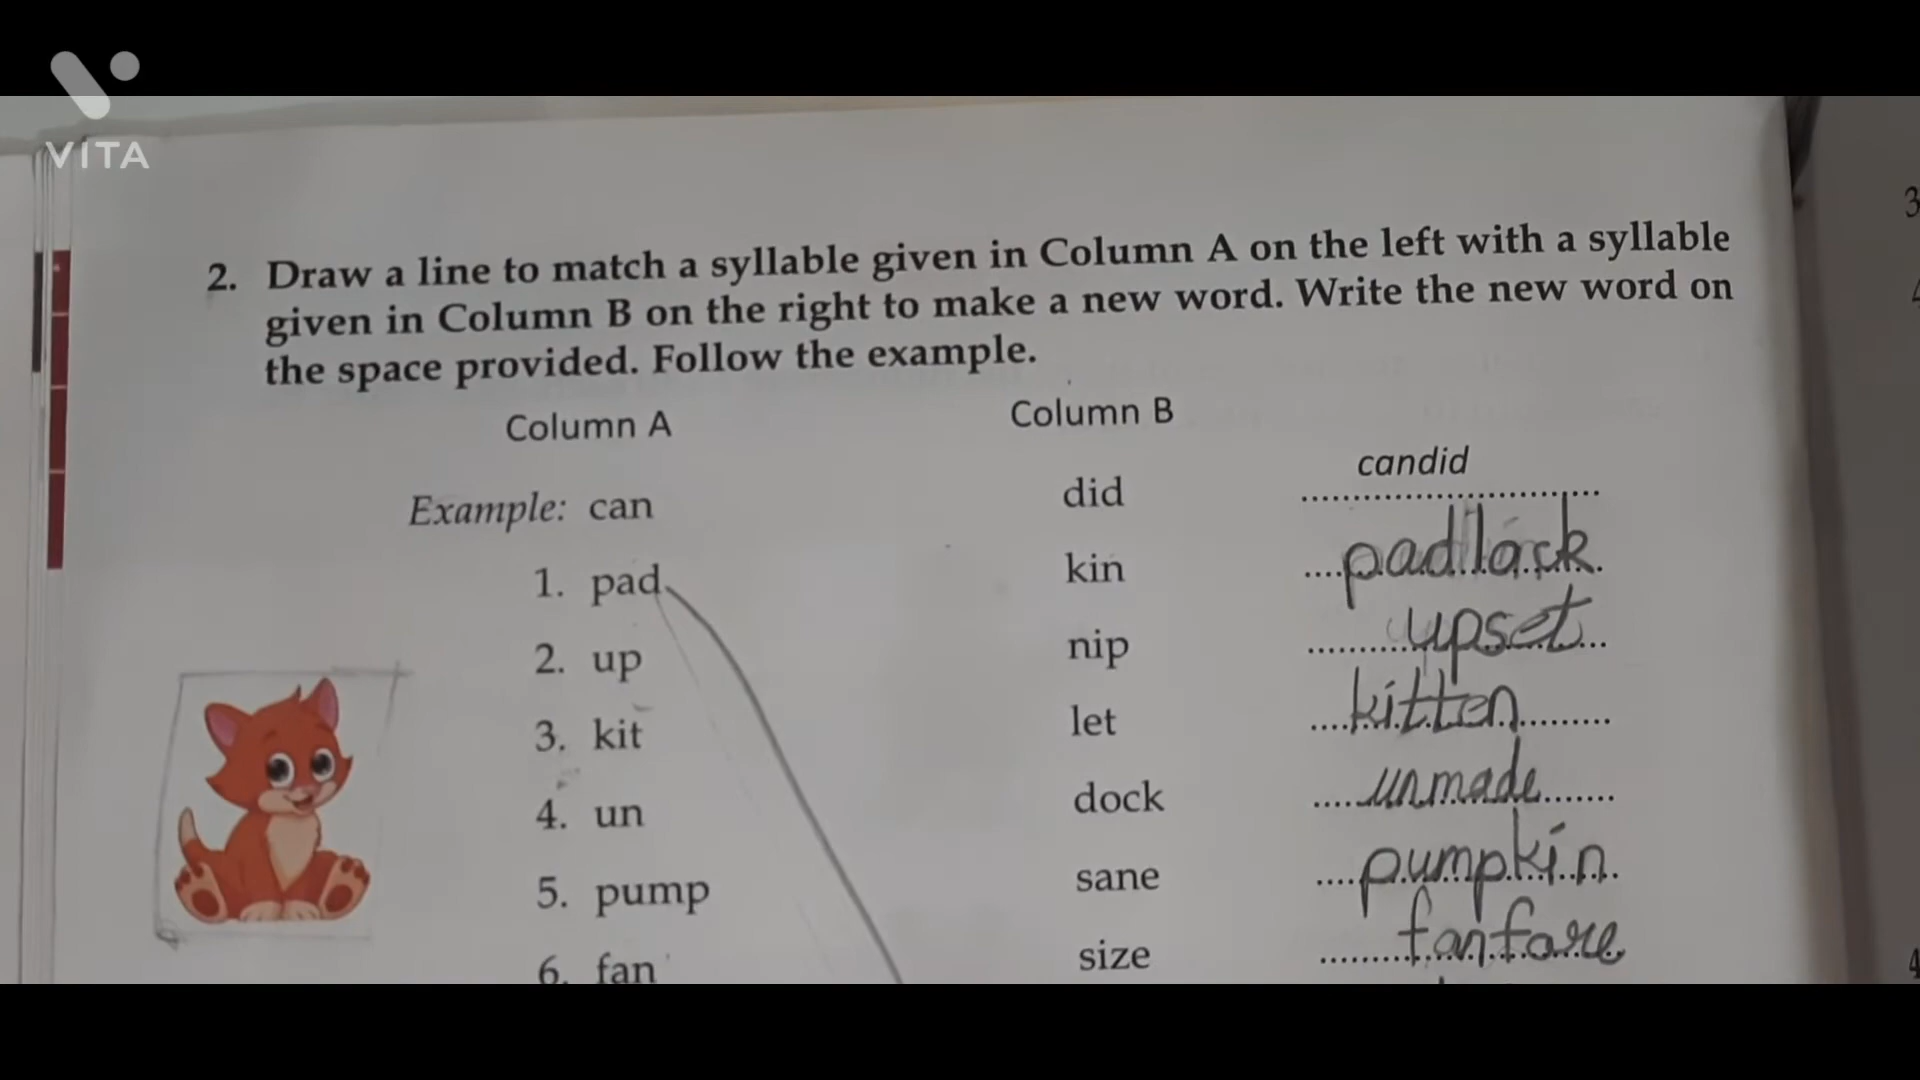 VITA
2. Draw a line to match a syllable given in Column A on the left with a syllable
given in Column B on the right to make a new word. Write the new word on
the space provided. Follow the example.
Column A Column B
Example: can did candid
1. pad kin padlock
2. up nip upset
3. kit let kitten
4. un dock unmade
5. pump sane pumpkin
6. fan size fanfare
3
4